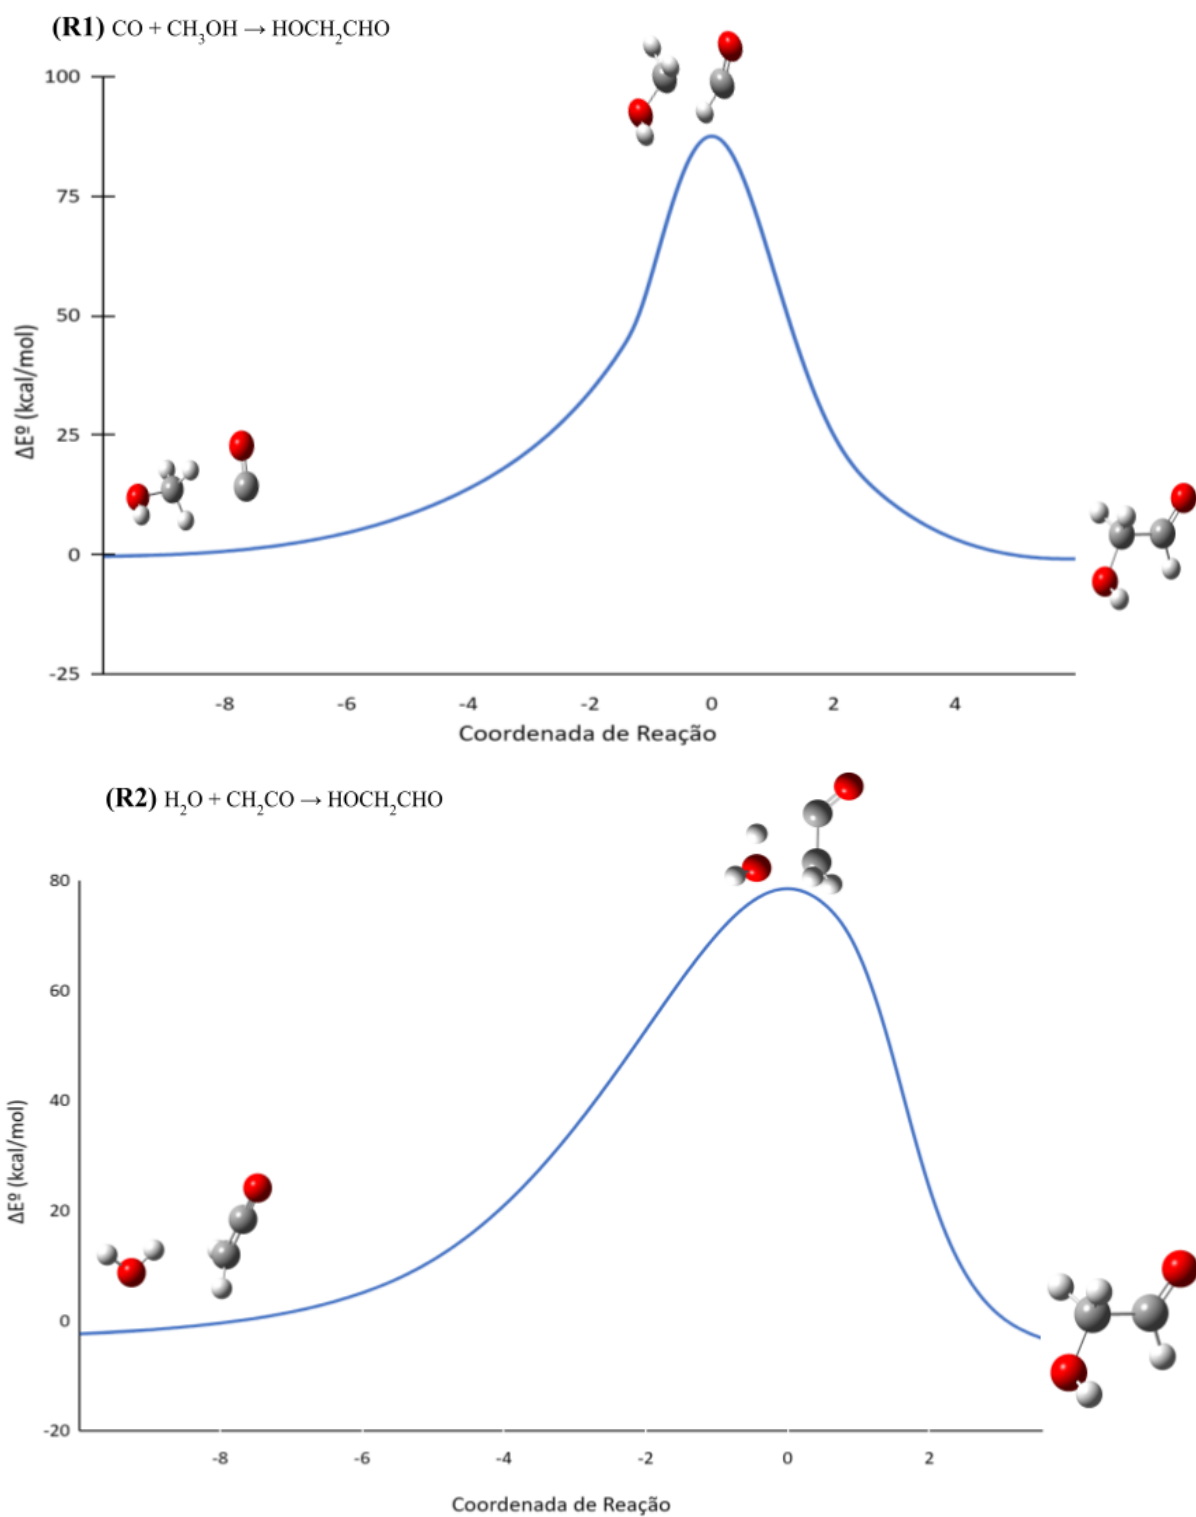 (R1) CO + CH₃OH → HOCH₂CHO
100
75
50
25
0
-25
ΔEº (kcal/mol)
-8 -6 -4 -2 0 2 4
Coordenada de Reação
(R2) H₂O + CH₂CO → HOCH₂CHO
80
60
40
20
0
-20
ΔEº (kcal/mol)
-8 -6 -4 -2 0 2
Coordenada de Reação